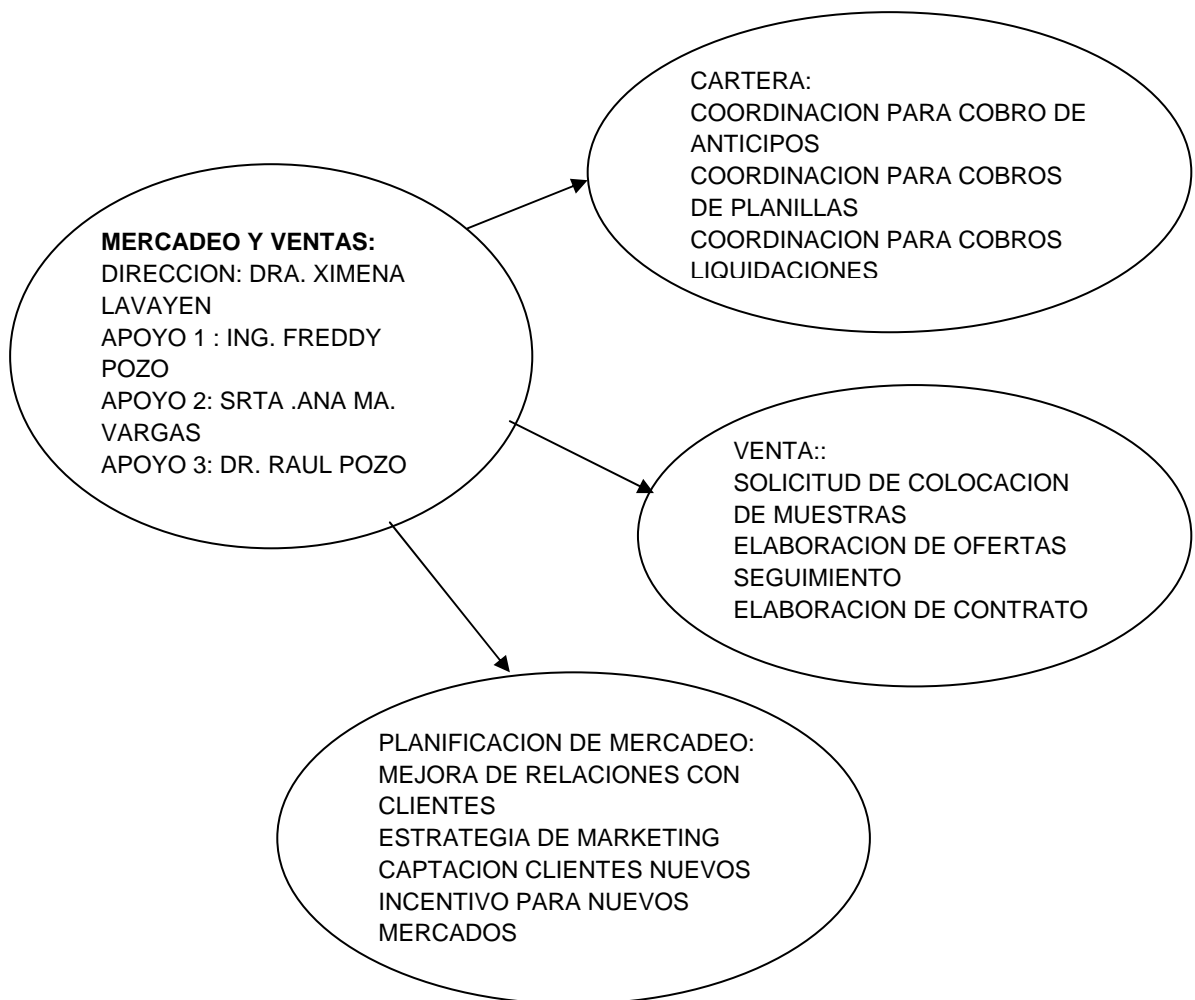 CARTERA:
COORDINACION PARA COBRO DE
ANTICIPOS
COORDINACION PARA COBROS
DE PLANILLAS
COORDINACION PARA COBROS
LIQUIDACIONES
MERCADEO Y VENTAS:
DIRECCION: DRA. XIMENA
LAVAYEN
APOYO 1 : ING. FREDDY
POZO
APOYO 2: SRTA .ANA MA.
VARGAS
APOYO 3: DR. RAUL POZO
VENTA::
SOLICITUD DE COLOCACION
DE MUESTRAS
ELABORACION DE OFERTAS
SEGUIMIENTO
ELABORACION DE CONTRATO
PLANIFICACION DE MERCADEO:
MEJORA DE RELACIONES CON
CLIENTES
ESTRATEGIA DE MARKETING
CAPTACION CLIENTES NUEVOS
INCENTIVO PARA NUEVOS
MERCADOS